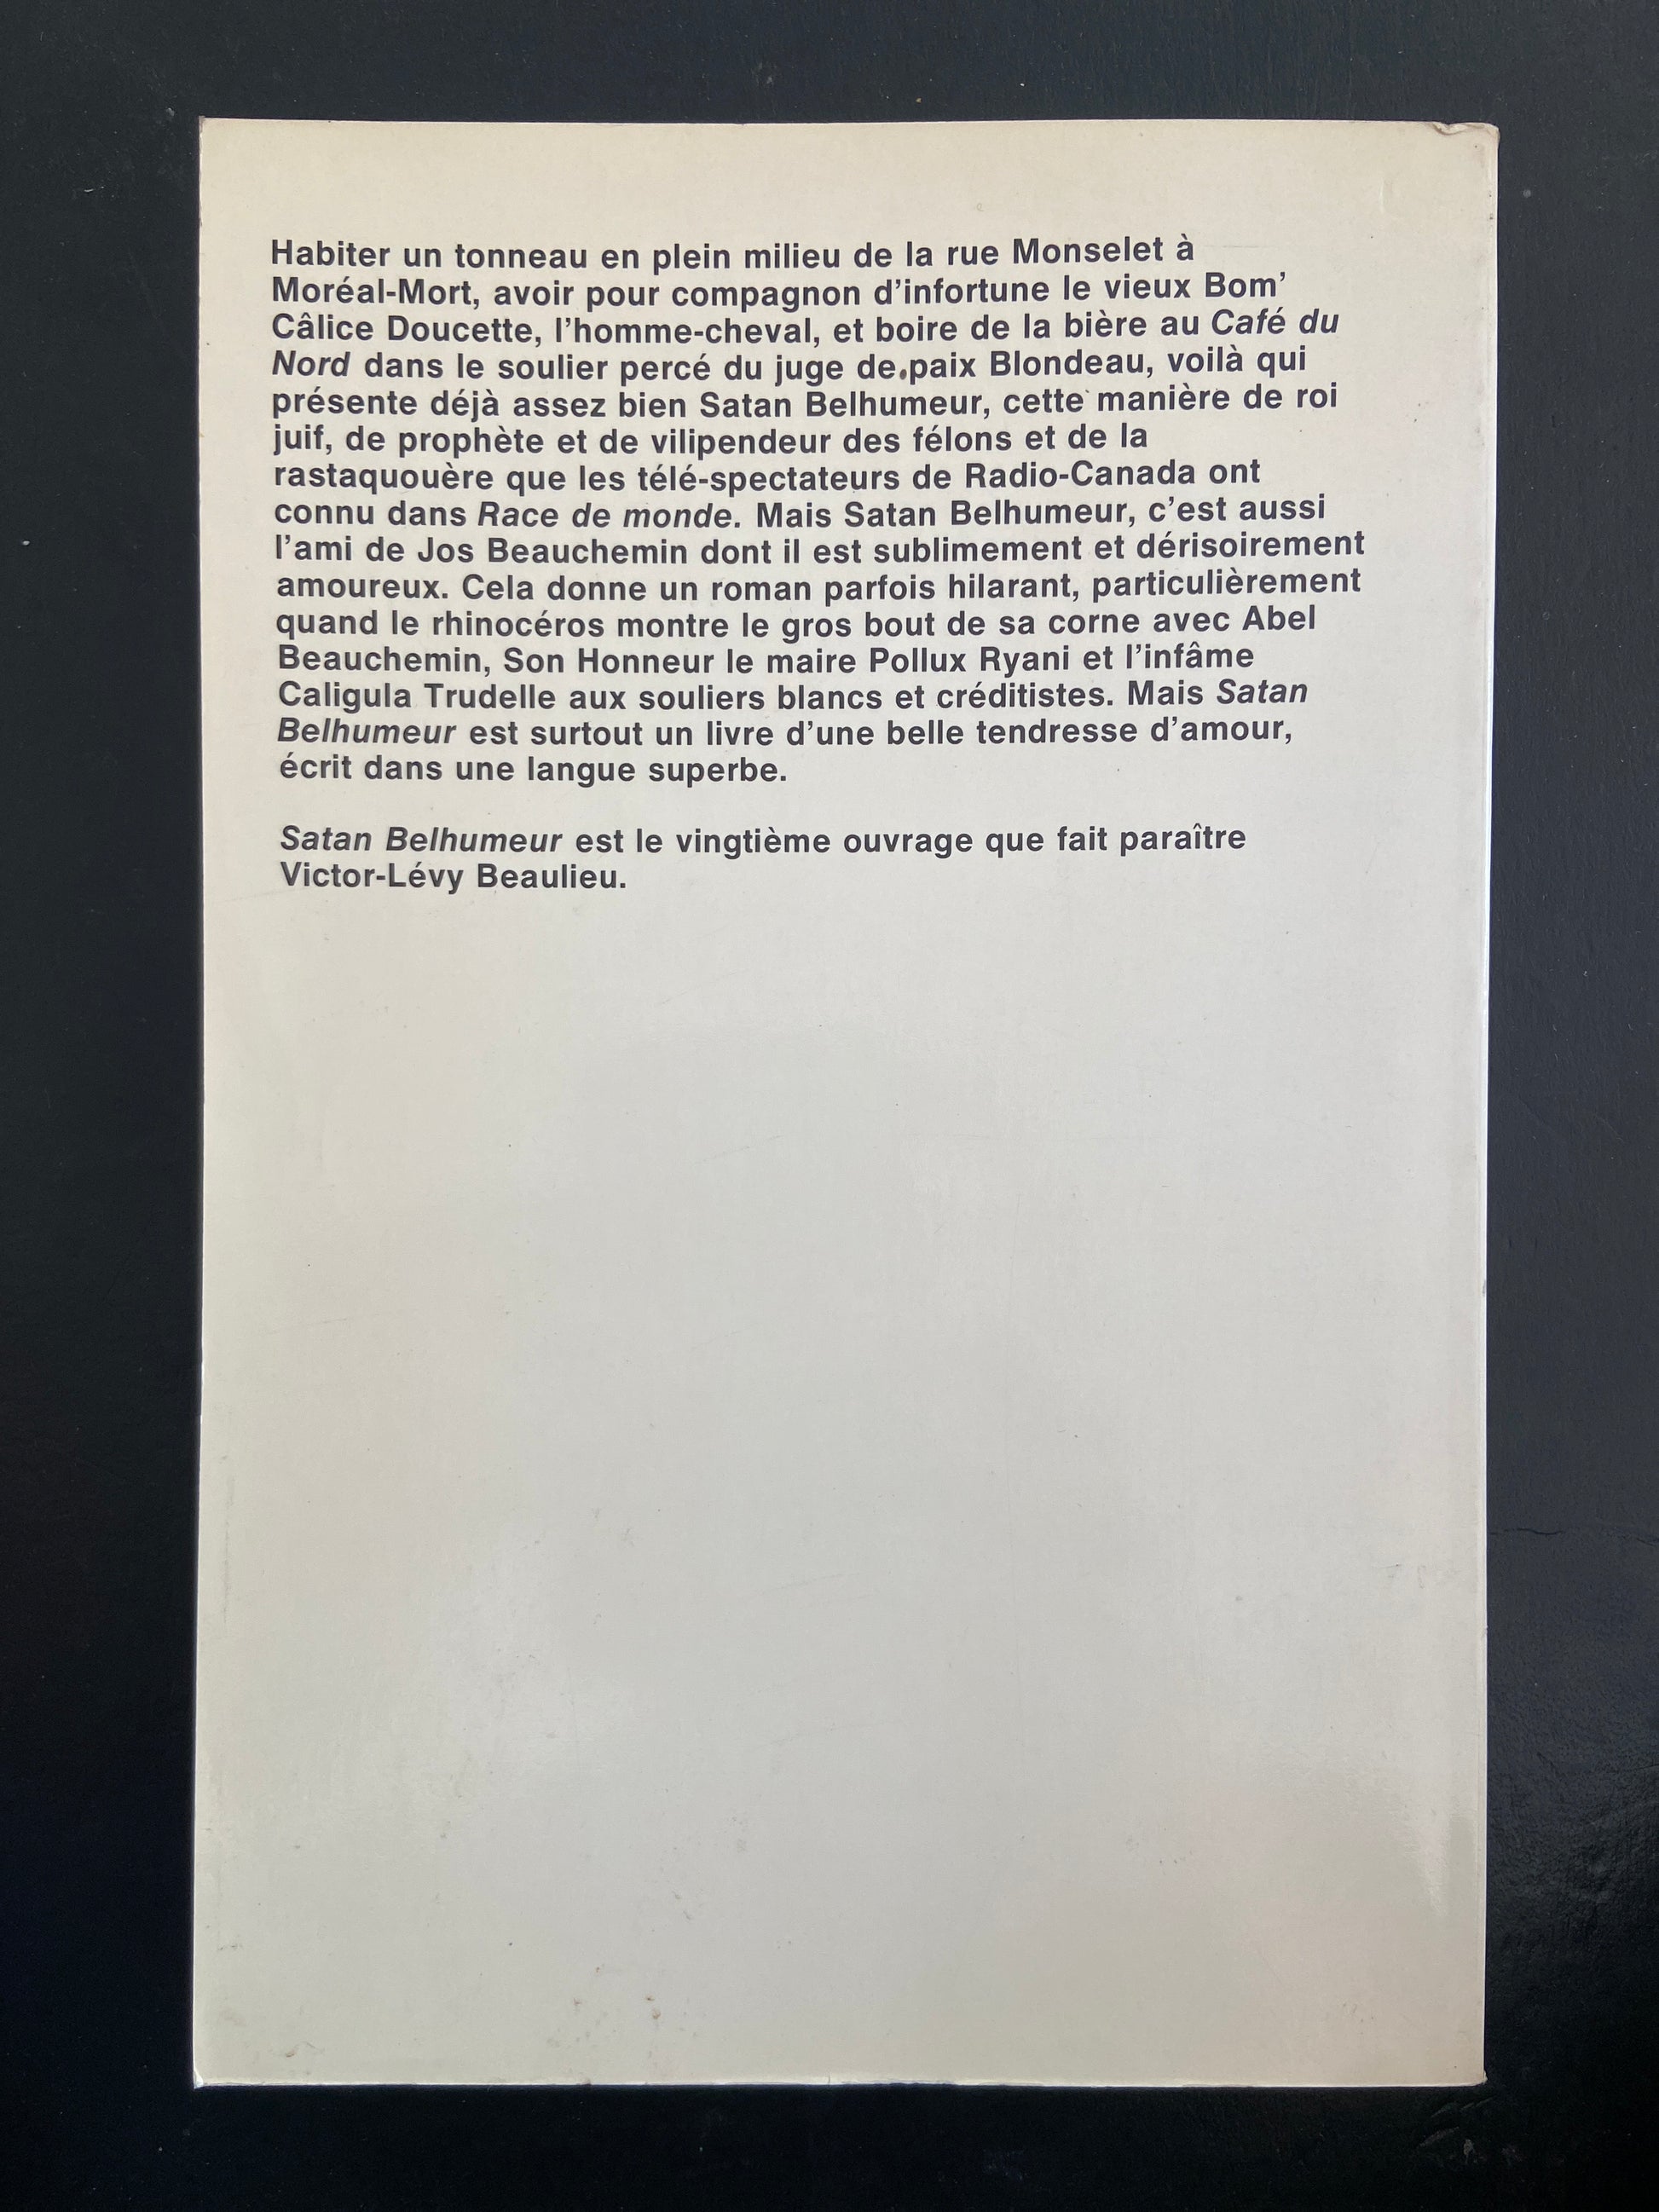 Habiter un tonneau en plein milieu de la rue Monselet à
Moréal-Mort, avoir pour compagnon d’infortune le vieux Bom’
Câlice Doucette, l’homme-cheval, et boire de la bière au Café du
Nord dans le soulier percé du juge de paix Blondeau, voilà qui
présente déjà assez bien Satan Belhumeur, cette manière de roi
juif, de prophète et de vilipendeur des félons et de la
rastaquouère que les télé-spectateurs de Radio-Canada ont
connu dans Race de monde. Mais Satan Belhumeur, c’est aussi
l’ami de Jos Beauchemin dont il est sublimement et dérisoirement
amoureux. Cela donne un roman parfois hilarant, particulièrement
quand le rhinocéros montre le gros bout de sa corne avec Abel
Beauchemin, Son Honneur le maire Pollux Ryani et l’infâme
Caligula Trudelle aux souliers blancs et créditistes. Mais Satan
Belhumeur est surtout un livre d’une belle tendresse d’amour,
écrit dans une langue superbe.
Satan Belhumeur est le vingtième ouvrage que fait paraître
Victor-Lévy Beaulieu.